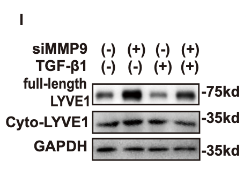 I
siMMP9 (-) (+) (-) (+)
TGF-β1 (-) (-) (+) (+)
full-length LYVE1 -75kd
Cyto-LYVE1 -35kd
GAPDH -35kd